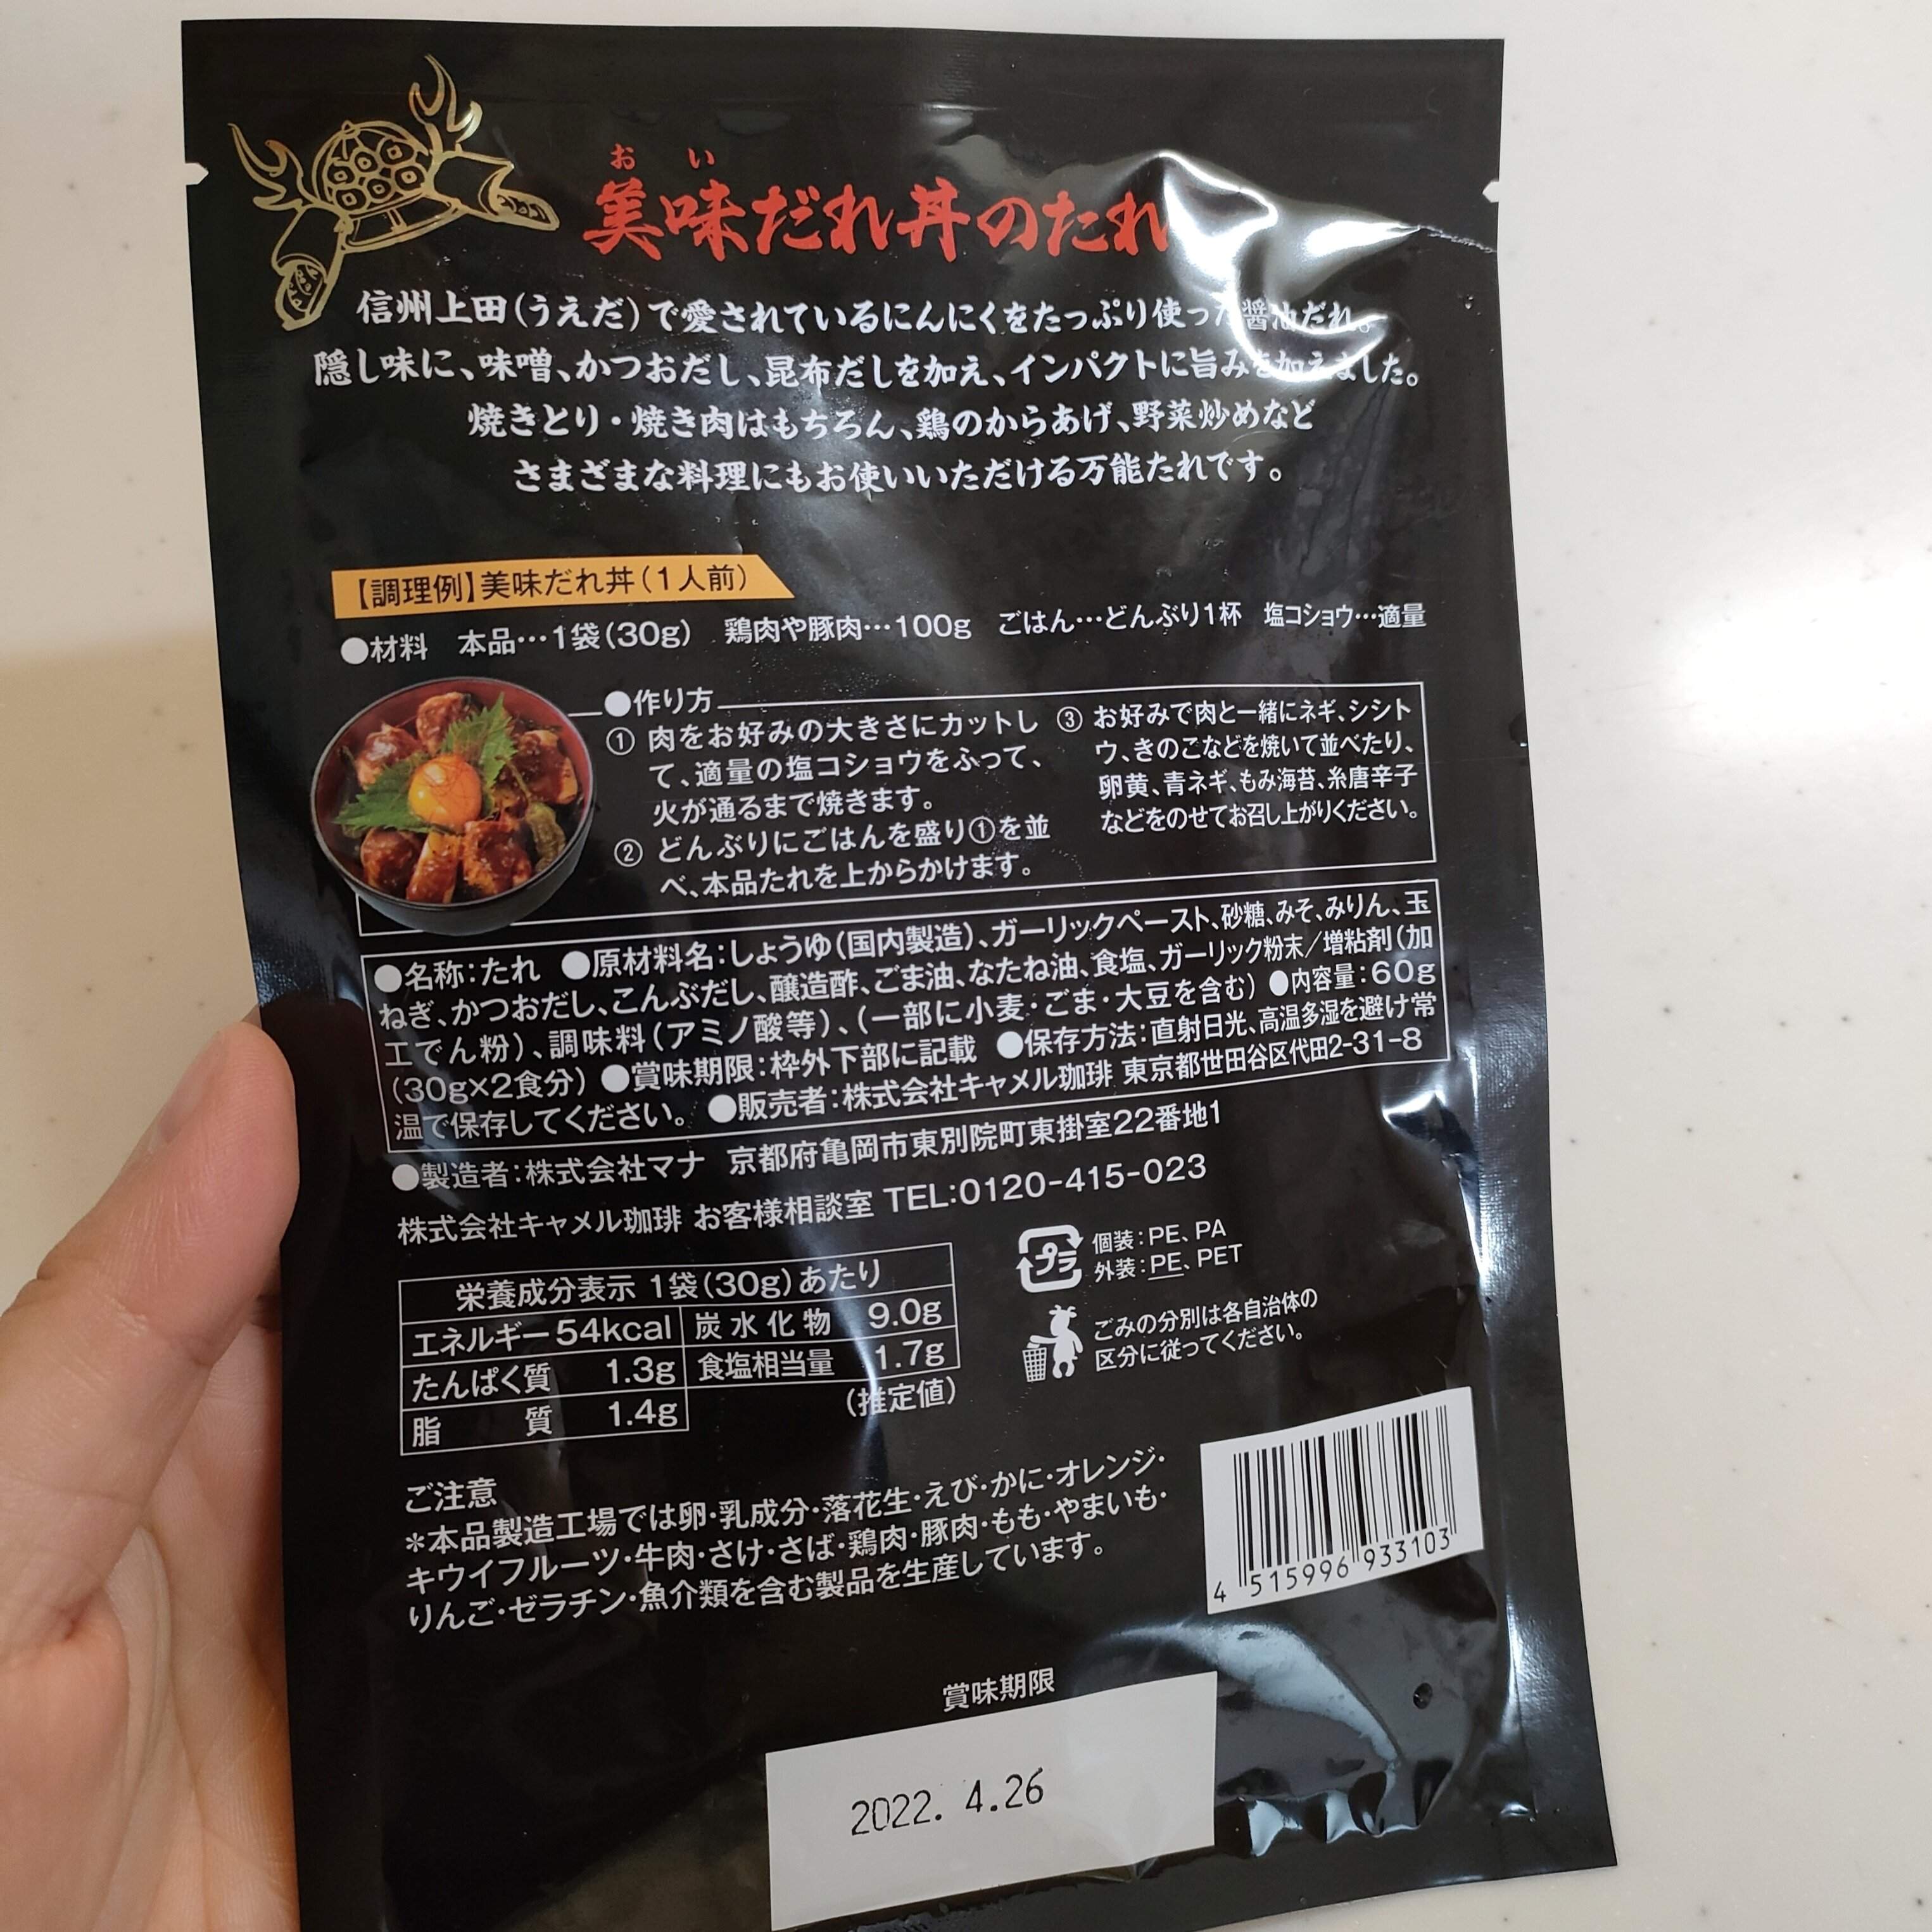 おい
美味だれ丼のたれ
信州上田(うえだ)で愛されているにんにくをたっぷり使った醤油だれ。
隠し味に、味噌、かつおだし、昆布だしを加え、インパクトに旨みを加えました。
焼きとり・焼き肉はもちろん、鶏のからあげ、野菜炒めなど
さまざまな料理にもお使いいただける万能たれです。
【調理例】美味だれ丼(1人前)
●材料 本品…1袋(30g) 鶏肉や豚肉…100g ごはん…どんぶり1杯 塩コショウ…適量
●作り方
① 肉をお好みの大きさにカットし
て、適量の塩コショウをふって、
火が通るまで焼きます。
② どんぶりにごはんを盛り①を並
べ、本品たれを上からかけます。
③ お好みで肉と一緒にネギ、シシト
ウ、きのこなどを焼いて並べたり、
卵黄、青ネギ、もみ海苔、糸唐辛子
などをのせてお召し上がりください。
●名称:たれ ●原材料名:しょうゆ(国内製造)、ガーリックペースト、砂糖、みそ、みりん、玉
ねぎ、かつおだし、こんぶだし、醸造酢、ごま油、なたね油、食塩、ガーリック粉末/増粘剤(加
工でん粉)、調味料(アミノ酸等)、(一部に小麦・ごま・大豆を含む) ●内容量:60g
(30g×2食分) ●賞味期限:枠外下部に記載 ●保存方法:直射日光、高温多湿を避け常
温で保存してください。 ●販売者:株式会社キャメル珈琲 東京都世田谷区代田2-31-8
●製造者:株式会社マナ 京都府亀岡市東別院町東掛室22番地1
株式会社キャメル珈琲 お客様相談室 TEL:0120-415-023
栄養成分表示 1袋(30g)あたり
エネルギー 54kcal 炭水化物 9.0g
たんぱく質 1.3g 食塩相当量 1.7g
脂質 1.4g (推定値)
プラ
個装:PE、PA
外装:PE、PET
ごみの分別は各自治体の
区分に従ってください。
ご注意
*本品製造工場では卵・乳成分・落花生・えび・かに・オレンジ・
キウイフルーツ・牛肉・さけ・さば・鶏肉・豚肉・もも・やまいも・
りんご・ゼラチン・魚介類を含む製品を生産しています。
4 515996 933103
賞味期限
2022. 4.26